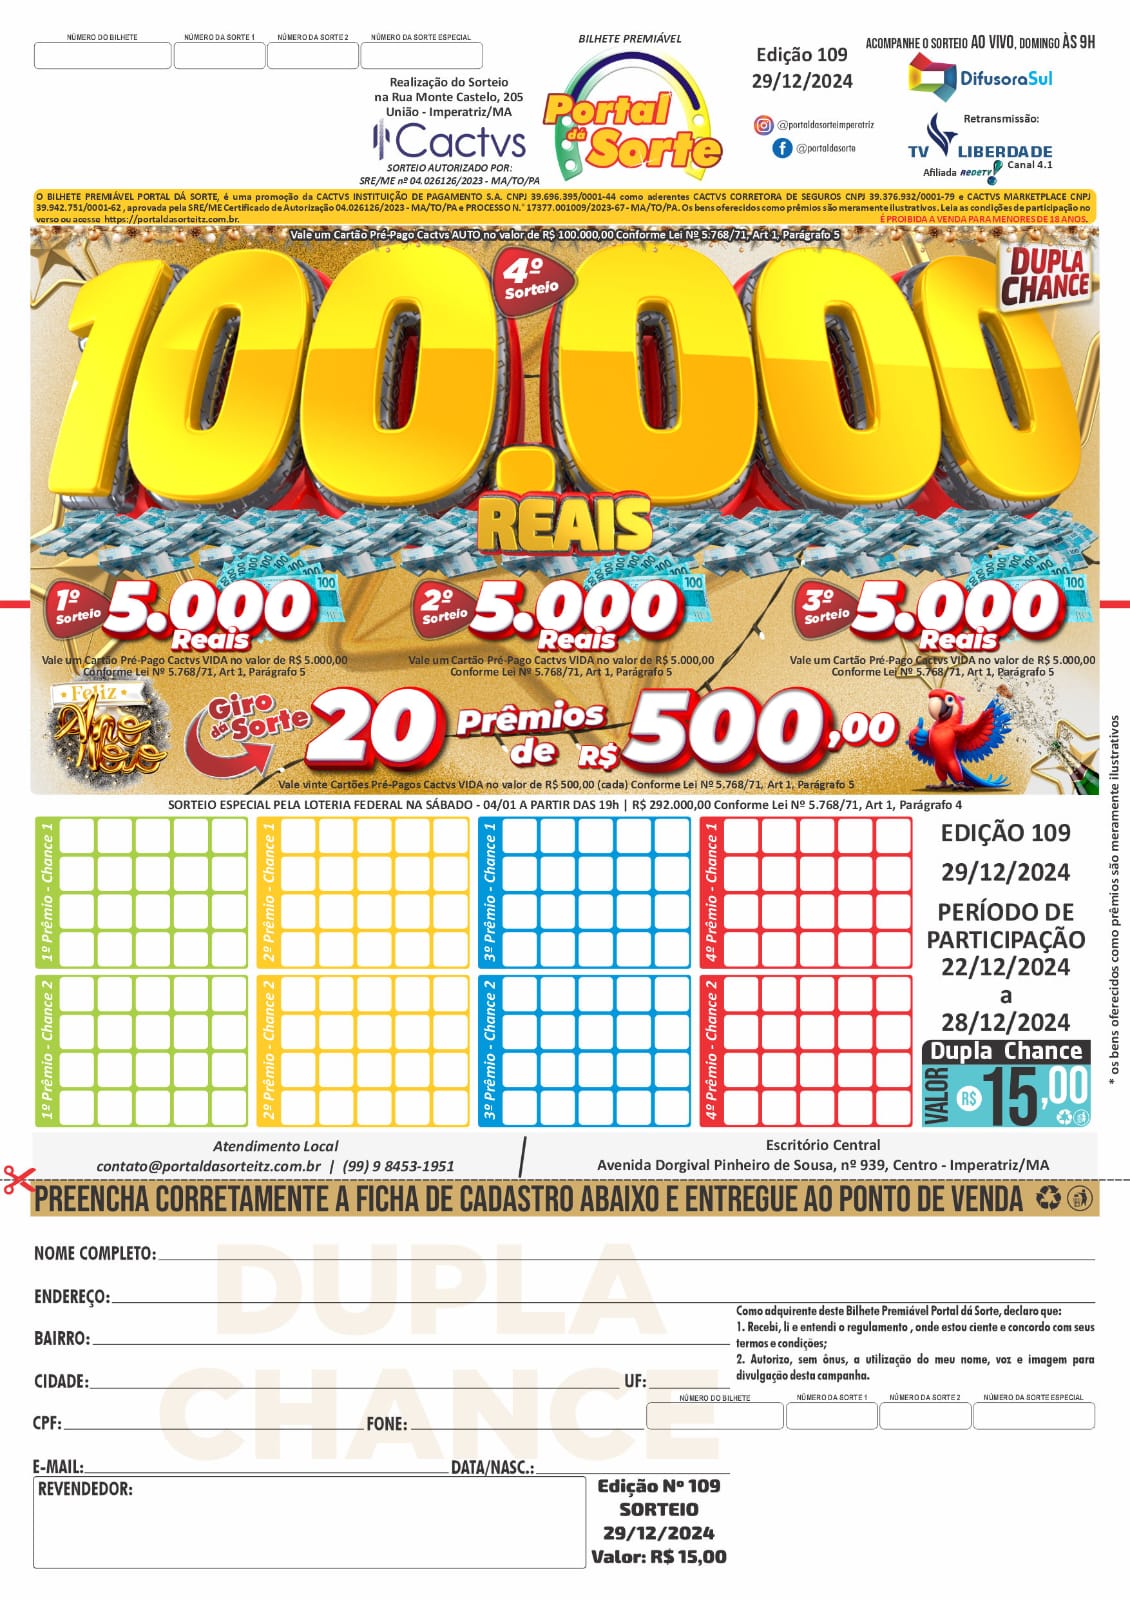 NÚMERO DO BILHETE
NÚMERO DA SORTE 1
NÚMERO DA SORTE 2
NÚMERO DA SORTE ESPECIAL
Realização do Sorteio
na Rua Monte Castelo, 205
União - Imperatriz/MA
Cactvs
SORTEIO AUTORIZADO POR:
SRE/ME nº 04.026126/2023 - MA/TO/PA
BILHETE PREMIÁVEL
Portal
dá
Sorte
Edição 109
29/12/2024
@portaldasorteimperatriz
@portaldasorte
ACOMPANHE O SORTEIO AO VIVO, DOMINGO ÀS 9H
DifusoraSul
Retransmissão:
TV LIBERDADE
Canal 4.1
Afiliada REDETV!
O BILHETE PREMIÁVEL PORTAL DÁ SORTE, é uma promoção da CACTVS INSTITUIÇÃO DE PAGAMENTO S.A. CNPJ 39.696.395/0001-44 como aderentes CACTVS CORRETORA DE SEGUROS CNPJ 39.376.932/0001-79 e CACTVS MARKETPLACE CNPJ
39.942.751/0001-62 , aprovada pela SRE/ME Certificado de Autorização 04.026126/2023 - MA/TO/PA e PROCESSO N.° 17377.001009/2023-67 - MA/TO/PA. Os bens oferecidos como prêmios são meramente ilustrativos. Leia as condições de participação no
verso ou acesse https://portaldasorteitz.com.br.
É PROIBIDA A VENDA PARA MENORES DE 18 ANOS.
Vale um Cartão Pré-Pago Cactvs AUTO no valor de R$ 100.000,00 Conforme Lei Nº 5.768/71, Art 1, Parágrafo 5
4º
Sorteio
DUPLA
CHANCE
100.000
REAIS
1º
Sorteio
5.000
Reais
Vale um Cartão Pré-Pago Cactvs VIDA no valor de R$ 5.000,00
Conforme Lei Nº 5.768/71, Art 1, Parágrafo 5
2º
Sorteio
5.000
Reais
Vale um Cartão Pré-Pago Cactvs VIDA no valor de R$ 5.000,00
Conforme Lei Nº 5.768/71, Art 1, Parágrafo 5
3º
Sorteio
5.000
Reais
Vale um Cartão Pré-Pago Cactvs VIDA no valor de R$ 5.000,00
Conforme Lei Nº 5.768/71, Art 1, Parágrafo 5
Feliz
Ano Novo
Giro
da Sorte
20 Prêmios
de R$ 500,00
Vale vinte Cartões Pré-Pagos Cactvs VIDA no valor de R$ 500,00 (cada) Conforme Lei Nº 5.768/71, Art 1, Parágrafo 5
SORTEIO ESPECIAL PELA LOTERIA FEDERAL NA SÁBADO - 04/01 A PARTIR DAS 19h | R$ 292.000,00 Conforme Lei Nº 5.768/71, Art 1, Parágrafo 4
* os bens oferecidos como prêmios são meramente ilustrativos
1º Prêmio - Chance 1
2º Prêmio - Chance 1
3º Prêmio - Chance 1
4º Prêmio - Chance 1
1º Prêmio - Chance 2
2º Prêmio - Chance 2
3º Prêmio - Chance 2
4º Prêmio - Chance 2
EDIÇÃO 109
29/12/2024
PERÍODO DE
PARTICIPAÇÃO
22/12/2024
a
28/12/2024
Dupla Chance
VALOR
R$ 15,00
Atendimento Local
contato@portaldasorteitz.com.br | (99) 9 8453-1951
Escritório Central
Avenida Dorgival Pinheiro de Sousa, nº 939, Centro - Imperatriz/MA
PREENCHA CORRETAMENTE A FICHA DE CADASTRO ABAIXO E ENTREGUE AO PONTO DE VENDA
DUPLA
CHANCE
NOME COMPLETO:
ENDEREÇO:
BAIRRO:
CIDADE:
UF:
CPF:
FONE:
E-MAIL:
DATA/NASC.:
Como adquirente deste Bilhete Premiável Portal dá Sorte, declaro que:
1. Recebi, li e entendi o regulamento , onde estou ciente e concordo com seus
termos e condições;
2. Autorizo, sem ônus, a utilização do meu nome, voz e imagem para
divulgação desta campanha.
NÚMERO DO BILHETE
NÚMERO DA SORTE 1
NÚMERO DA SORTE 2
NÚMERO DA SORTE ESPECIAL
REVENDEDOR:
Edição Nº 109
SORTEIO
29/12/2024
Valor: R$ 15,00